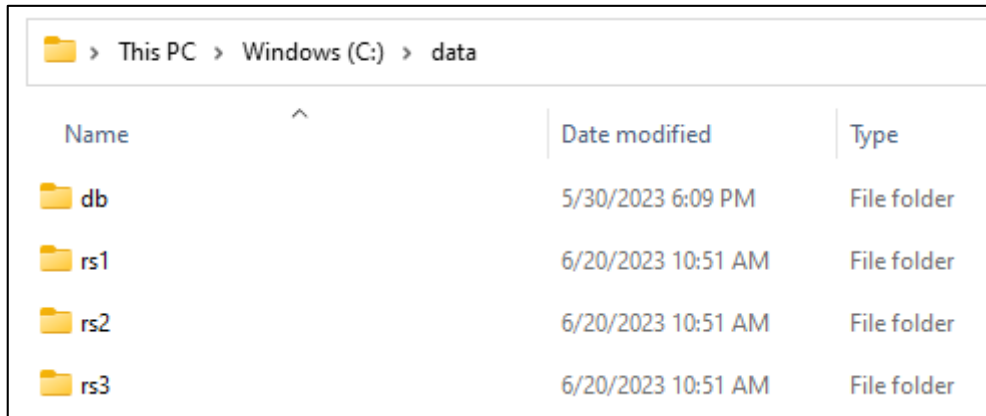 > This PC > Windows (C:) > data
Name Date modified Type
db 5/30/2023 6:09 PM File folder
rs1 6/20/2023 10:51 AM File folder
rs2 6/20/2023 10:51 AM File folder
rs3 6/20/2023 10:51 AM File folder